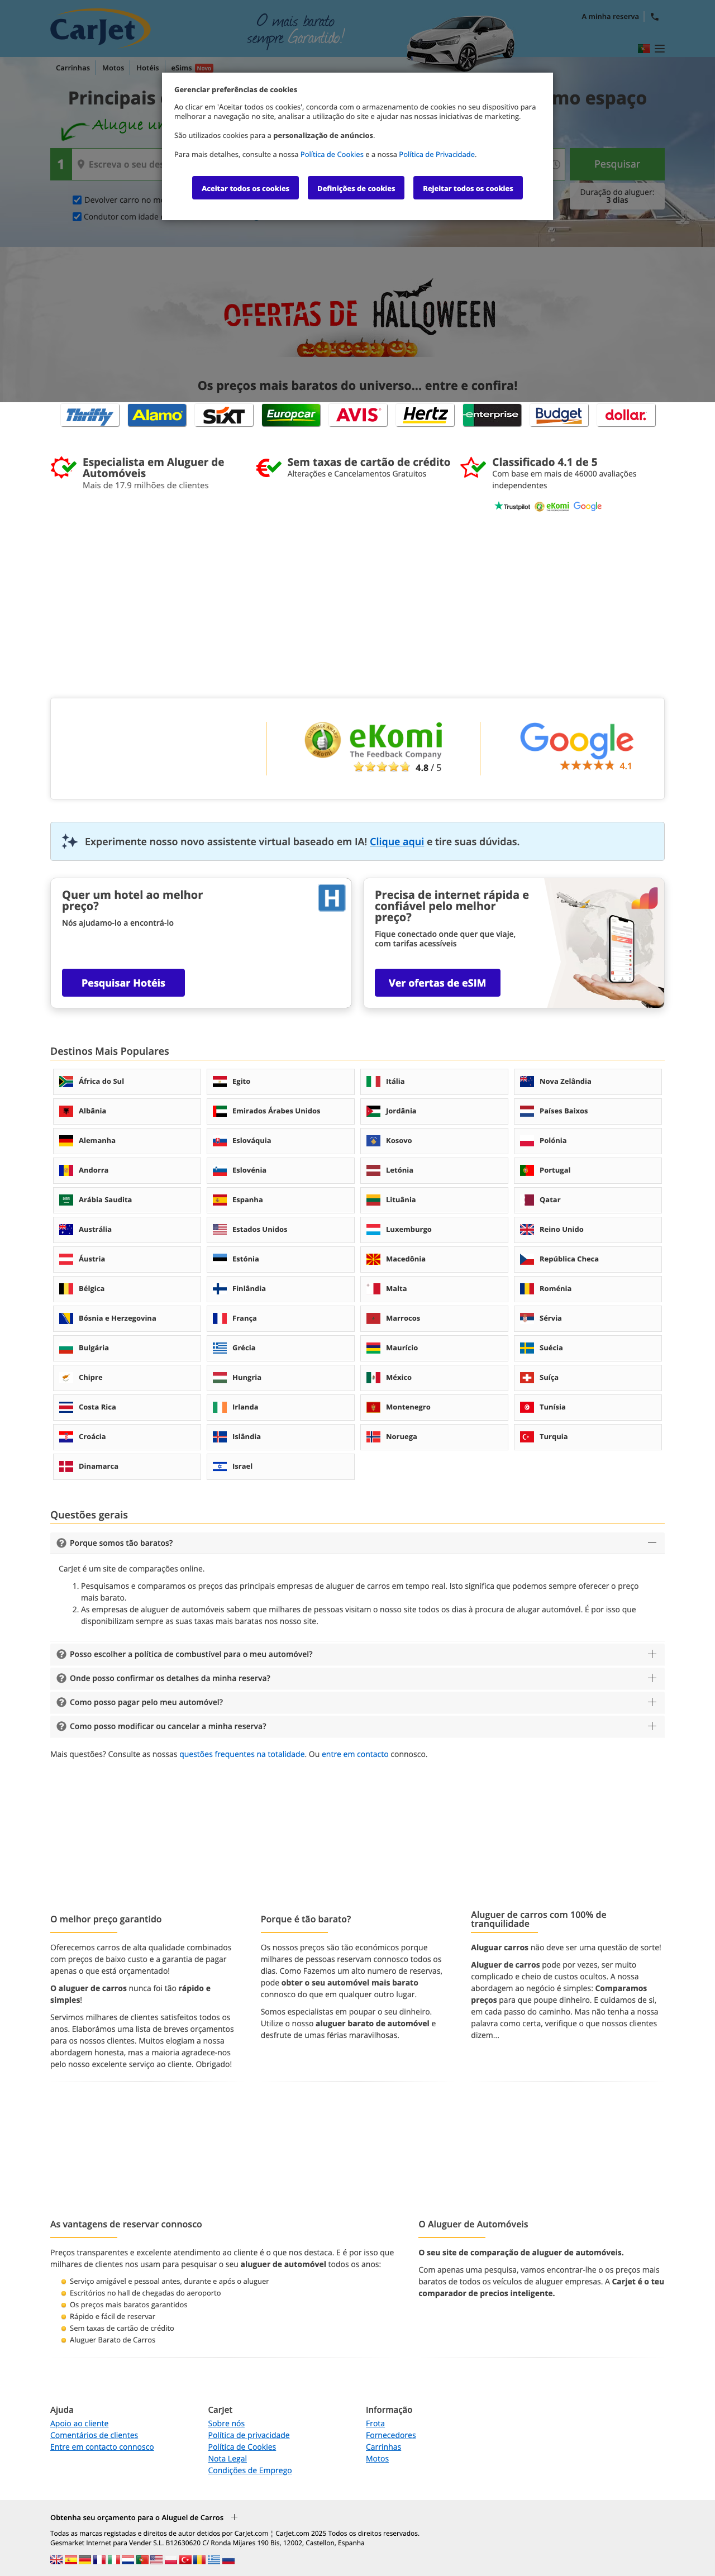 CarJet
O mais barato
sempre Garantido!
A minha reserva
Carrinhas
Motos
Hotéis
eSims Novo
Principais
mo espaço
Alugue um
1
Escreva o seu des
Pesquisar
Devolver carro no me
Condutor com idade
Duração do aluguer:
3 dias
Gerenciar preferências de cookies
Ao clicar em 'Aceitar todos os cookies', concorda com o armazenamento de cookies no seu dispositivo para
melhorar a navegação no site, analisar a utilização do site e ajudar nas nossas iniciativas de marketing.
São utilizados cookies para a personalização de anúncios.
Para mais detalhes, consulte a nossa Política de Cookies e a nossa Política de Privacidade.
Aceitar todos os cookies
Definições de cookies
Rejeitar todos os cookies
OFERTAS DE HALLOWEEN
Os preços mais baratos do universo... entre e confira!
Thrifty
Alamo
SIXT
Europcar
AVIS
Hertz
enterprise
Budget
dollar.
Especialista em Aluguer de
Automóveis
Mais de 17.9 milhões de clientes
Sem taxas de cartão de crédito
Alterações e Cancelamentos Gratuitos
Classificado 4.1 de 5
Com base em mais de 46000 avaliações
independentes
Trustpilot
eKomi
Google
eKomi
The Feedback Company
4.8 / 5
Google
4.1
Experimente nosso novo assistente virtual baseado em IA! Clique aqui e tire suas dúvidas.
Quer um hotel ao melhor
preço?
Nós ajudamo-lo a encontrá-lo
Pesquisar Hotéis
H
Precisa de internet rápida e
confiável pelo melhor
preço?
Fique conectado onde quer que viaje,
com tarifas acessíveis
Ver ofertas de eSIM
Destinos Mais Populares
África do Sul
Egito
Itália
Nova Zelândia
Albânia
Emirados Árabes Unidos
Jordânia
Países Baixos
Alemanha
Eslováquia
Kosovo
Polónia
Andorra
Eslovénia
Letónia
Portugal
Arábia Saudita
Espanha
Lituânia
Qatar
Austrália
Estados Unidos
Luxemburgo
Reino Unido
Áustria
Estónia
Macedônia
República Checa
Bélgica
Finlândia
Malta
Roménia
Bósnia e Herzegovina
França
Marrocos
Sérvia
Bulgária
Grécia
Maurício
Suécia
Chipre
Hungria
México
Suíça
Costa Rica
Irlanda
Montenegro
Tunísia
Croácia
Islândia
Noruega
Turquia
Dinamarca
Israel
Questões gerais
Porque somos tão baratos?
CarJet é um site de comparações online.
1. Pesquisamos e comparamos os preços das principais empresas de aluguer de carros em tempo real. Isto significa que podemos sempre oferecer o preço
mais barato.
2. As empresas de aluguer de automóveis sabem que milhares de pessoas visitam o nosso site todos os dias à procura de alugar automóvel. É por isso que
disponibilizam sempre as suas taxas mais baratas nos nosso site.
Posso escolher a política de combustível para o meu automóvel?
Onde posso confirmar os detalhes da minha reserva?
Como posso pagar pelo meu automóvel?
Como posso modificar ou cancelar a minha reserva?
Mais questões? Consulte as nossas questões frequentes na totalidade. Ou entre em contacto connosco.
O melhor preço garantido
Oferecemos carros de alta qualidade combinados
com preços de baixo custo e a garantia de pagar
apenas o que está orçamentado!
O aluguer de carros nunca foi tão rápido e
simples!
Servimos milhares de clientes satisfeitos todos os
anos. Elaborámos uma lista de breves orçamentos
para os nossos clientes. Muitos elogiam a nossa
abordagem honesta, mas a maioria agradece-nos
pelo nosso excelente serviço ao cliente. Obrigado!
Porque é tão barato?
Os nossos preços são tão económicos porque
milhares de pessoas reservam connosco todos os
dias. Como Fazemos um alto numero de reservas,
pode obter o seu automóvel mais barato
connosco do que em qualquer outro lugar.
Somos especialistas em poupar o seu dinheiro.
Utilize o nosso aluguer barato de automóvel e
desfrute de umas férias maravilhosas.
Aluguer de carros com 100% de
tranquilidade
Aluguar carros não deve ser uma questão de sorte!
Aluguer de carros pode por vezes, ser muito
complicado e cheio de custos ocultos. A nossa
abordagem ao negócio é simples: Comparamos
preços para que poupe dinheiro. E cuidamos de si,
em cada passo do caminho. Mas não tenha a nossa
palavra como certa, verifique o que nossos clientes
dizem...
As vantagens de reservar connosco
Preços transparentes e excelente atendimento ao cliente é o que nos destaca. E é por isso que
milhares de clientes nos usam para pesquisar o seu aluguer de automóvel todos os anos:
Serviço amigável e pessoal antes, durante e após o aluguer
Escritórios no hall de chegadas do aeroporto
Os preços mais baratos garantidos
Rápido e fácil de reservar
Sem taxas de cartão de crédito
Aluguer Barato de Carros
O Aluguer de Automóveis
O seu site de comparação de aluguer de automóveis.
Com apenas uma pesquisa, vamos encontrar-lhe o os preços mais
baratos de todos os veículos de aluguer empresas. A CarJet é o teu
comparador de precios inteligente.
Ajuda
Apoio ao cliente
Comentários de clientes
Entre em contacto connosco
CarJet
Sobre nós
Política de privacidade
Política de Cookies
Nota Legal
Condições de Emprego
Informação
Frota
Fornecedores
Carrinhas
Motos
Obtenha seu orçamento para o Aluguel de Carros
Todas as marcas registadas e direitos de autor detidos por CarJet.com ¦ CarJet.com 2025 Todos os direitos reservados.
Gesmarket Internet para Vender S.L. B12630620 C/ Ronda Mijares 190 Bis, 12002, Castellon, Espanha